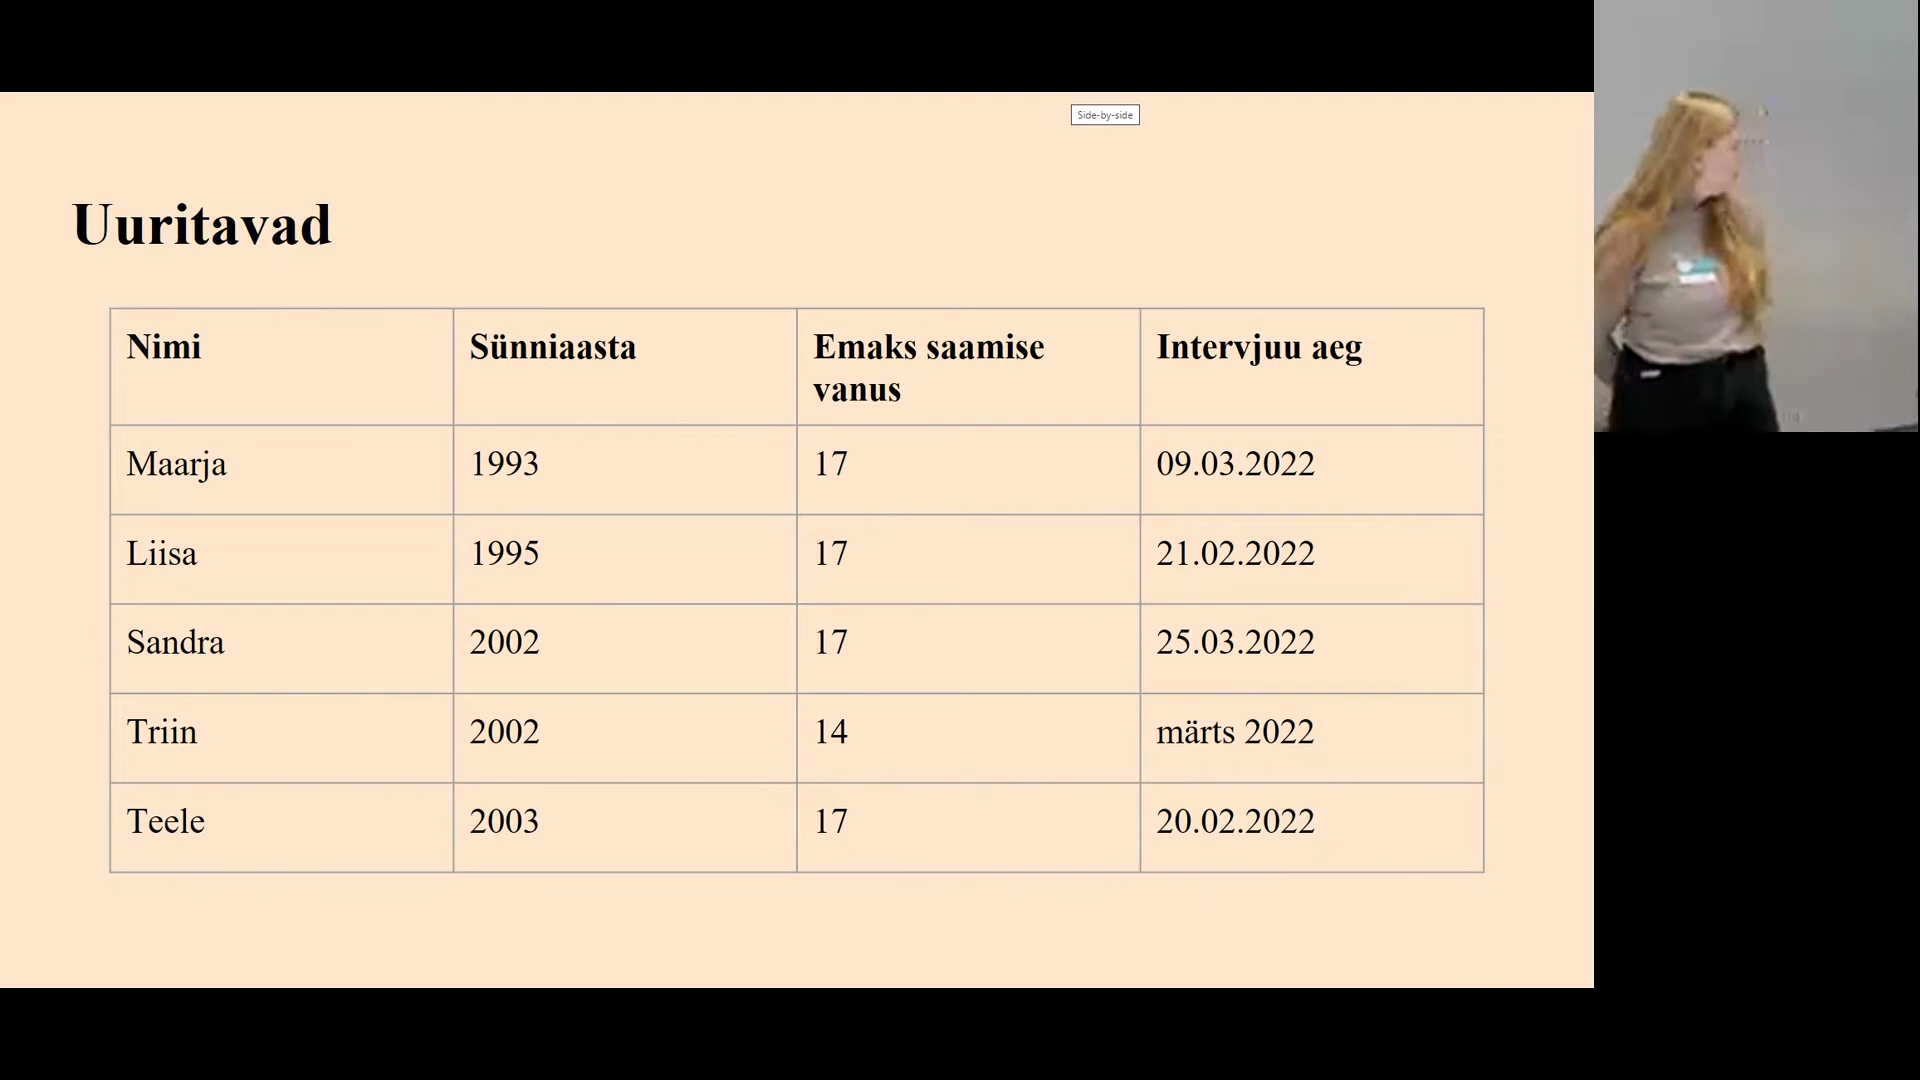 Side-by-side
Uuritavad
Nimi Sünniaasta Emaks saamise vanus Intervjuu aeg
Maarja 1993 17 09.03.2022
Liisa 1995 17 21.02.2022
Sandra 2002 17 25.03.2022
Triin 2002 14 märts 2022
Teele 2003 17 20.02.2022